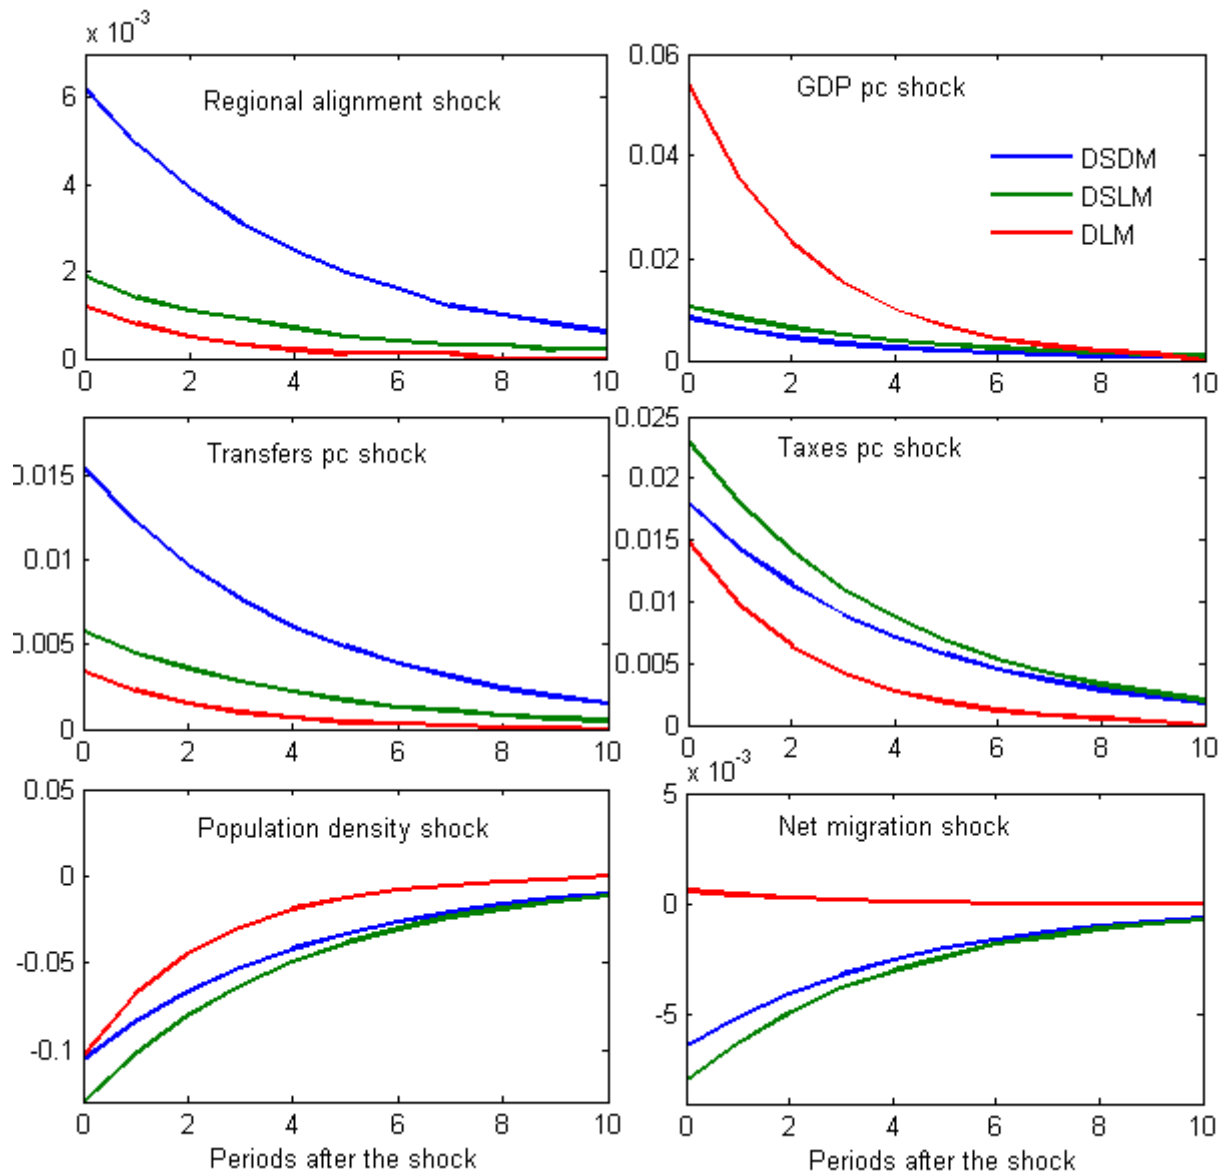 x 10-3
6
4
2
0
0 2 4 6 8 10
Regional alignment shock
0.06
0.04
0.02
0
0 2 4 6 8 10
GDP pc shock
DSDM
DSLM
DLM
0.015
0.01
0.005
0
0 2 4 6 8 10
Transfers pc shock
0.025
0.02
0.015
0.01
0.005
0
0 2 4 6 8 10
Taxes pc shock
0.05
0
-0.05
-0.1
0 2 4 6 8 10
Population density shock
Periods after the shock
x 10-3
5
0
-5
0 2 4 6 8 10
Net migration shock
Periods after the shock